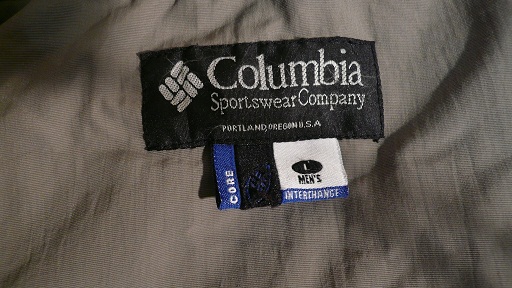 Columbia
Sportswear Company
PORTLAND, OREGON U.S.A
CORE
L
MEN'S
INTERCHANGE